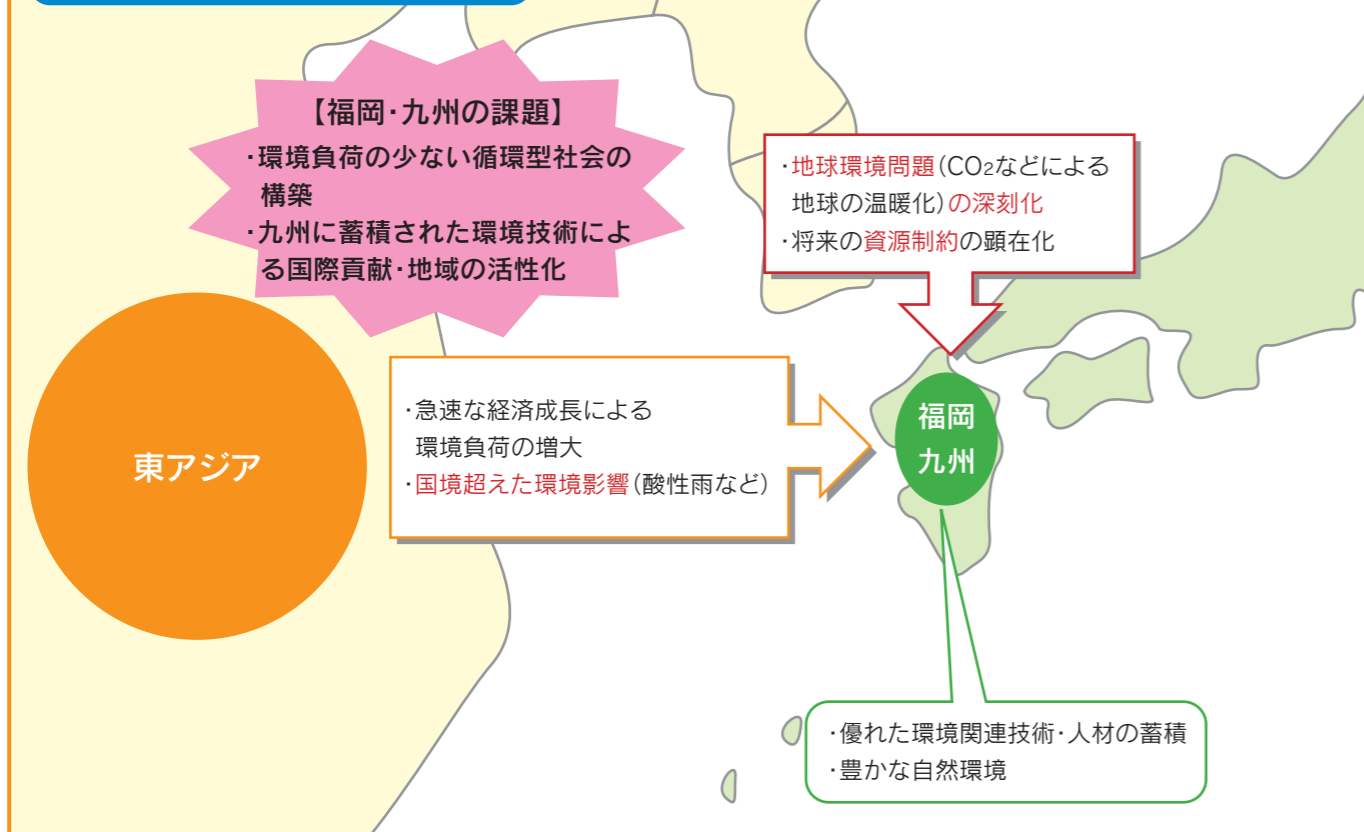 【福岡・九州の課題】
・環境負荷の少ない循環型社会の
構築
・九州に蓄積された環境技術によ
る国際貢献・地域の活性化
・地球環境問題(CO2などによる
地球の温暖化)の深刻化
・将来の資源制約の顕在化
東アジア
・急速な経済成長による
環境負荷の増大
・国境超えた環境影響(酸性雨など)
福岡
九州
・優れた環境関連技術・人材の蓄積
・豊かな自然環境